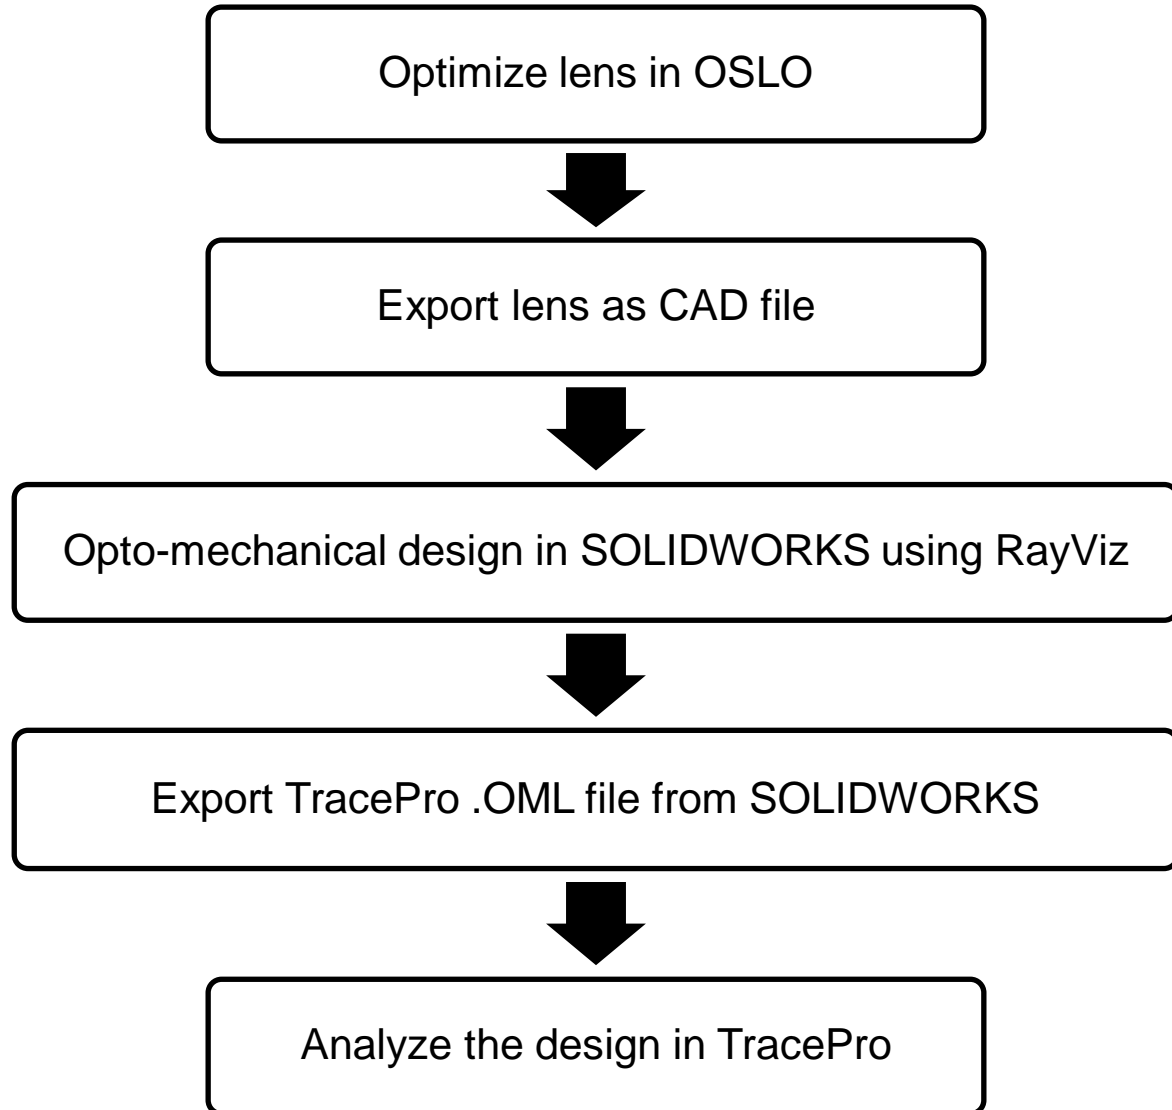 Optimize lens in OSLO
Export lens as CAD file
Opto-mechanical design in SOLIDWORKS using RayViz
Export TracePro .OML file from SOLIDWORKS
Analyze the design in TracePro